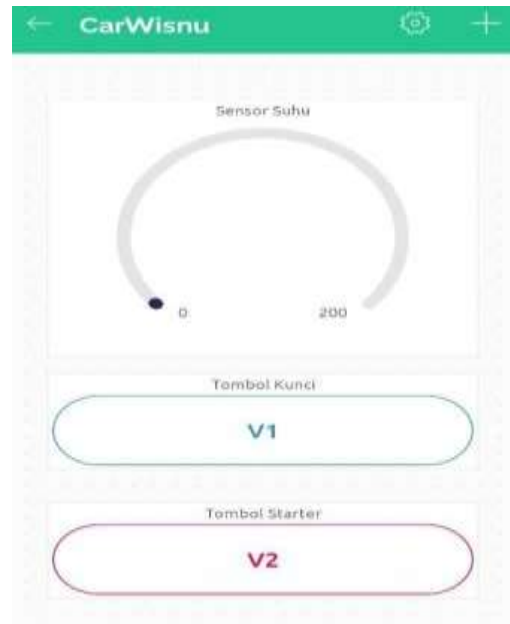 CarWisnu
Sensor Suhu
0
200
Tombol Kunci
V1
Tombol Starter
V2